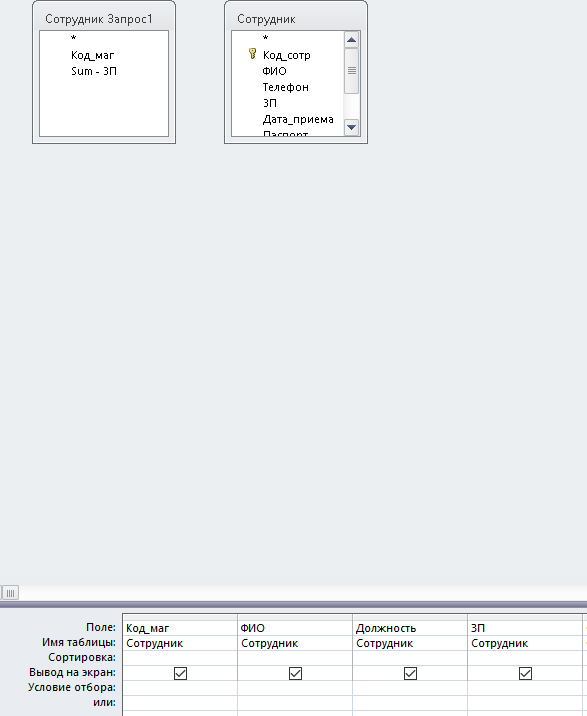 Сотрудник Запрос1
*
Код_маг
Sum - ЗП
Сотрудник
*
Код_сотр
ФИО
Телефон
ЗП
Дата_приема
Паспорт
Поле: Код_маг ФИО Должность ЗП
Имя таблицы: Сотрудник Сотрудник Сотрудник Сотрудник
Сортировка:
Вывод на экран:
Условие отбора:
или: